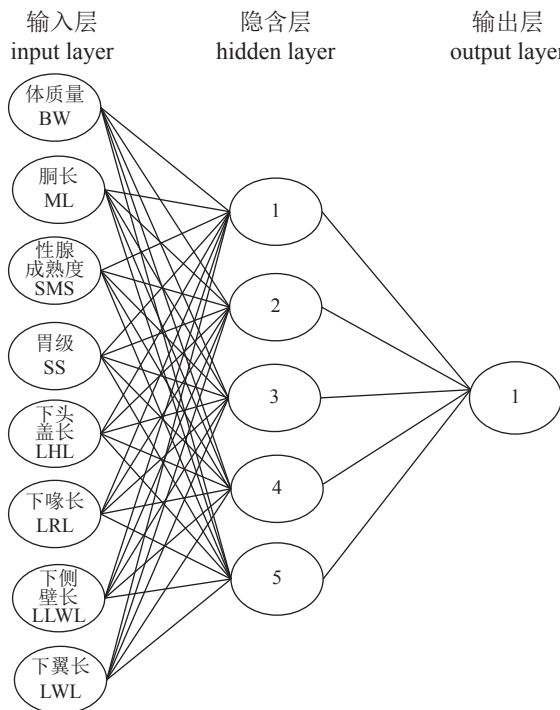 输入层
input layer
隐含层
hidden layer
输出层
output layer
体质量
BW
胴长
ML
性腺
成熟度
SMS
胃级
SS
下头
盖长
LHL
下喙长
LRL
下侧
壁长
LLWL
下翼长
LWL
1
2
3
4
5
1